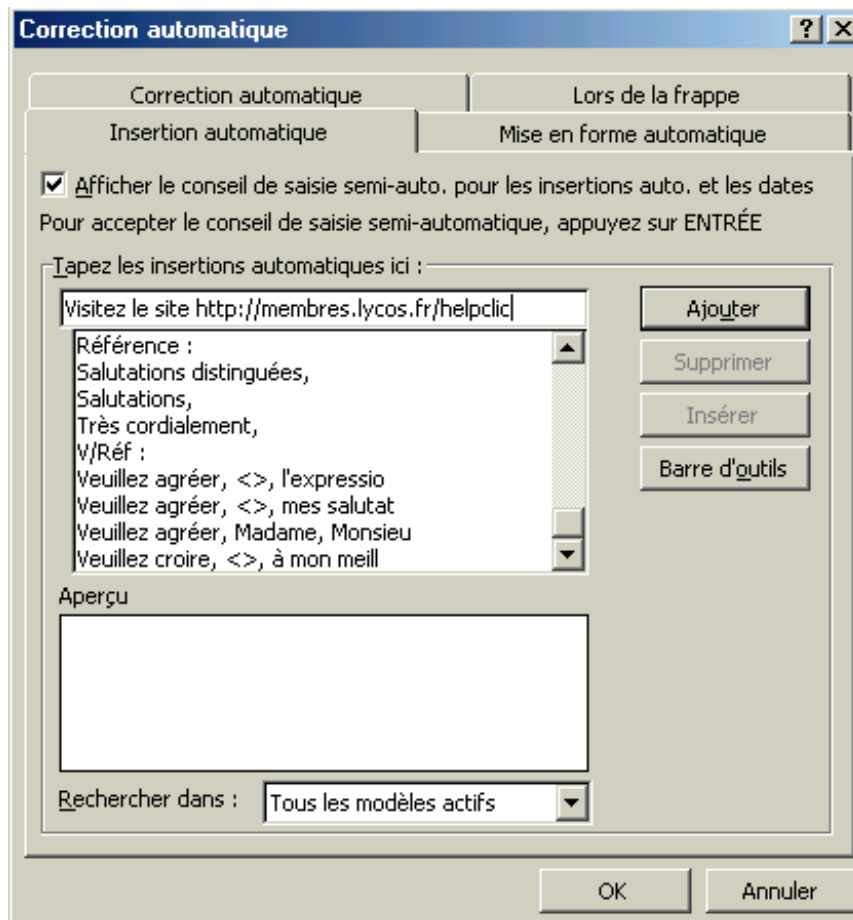 Correction automatique
Correction automatique
Lors de la frappe
Insertion automatique
Mise en forme automatique
Afficher le conseil de saisie semi-auto. pour les insertions auto. et les dates
Pour accepter le conseil de saisie semi-automatique, appuyez sur ENTRÉE
Tapez les insertions automatiques ici :
Visitez le site http://membres.lycos.fr/helpclic
Ajouter
Référence :
Salutations distinguées,
Salutations,
Très cordialement,
V/Réf :
Veuillez agréer, <>, l'expressio
Veuillez agréer, <>, mes salutat
Veuillez agréer, Madame, Monsieu
Veuillez croire, <>, à mon meill
Supprimer
Insérer
Barre d'outils
Aperçu
Rechercher dans :
Tous les modèles actifs
OK
Annuler